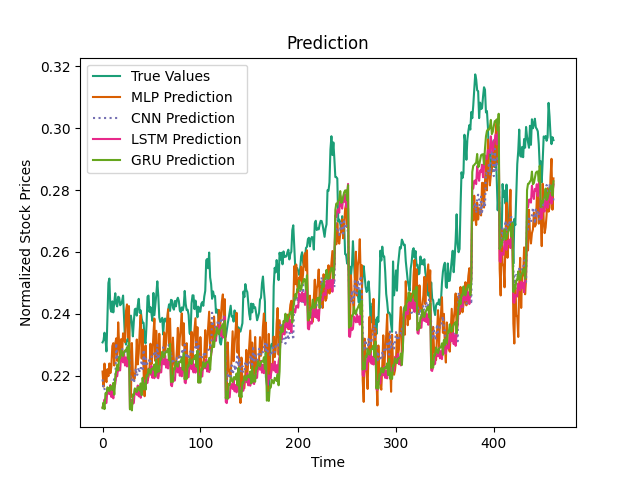 Prediction
True Values
MLP Prediction
CNN Prediction
LSTM Prediction
GRU Prediction
Normalized Stock Prices
0.32
0.30
0.28
0.26
0.24
0.22
0
100
200
300
400
Time